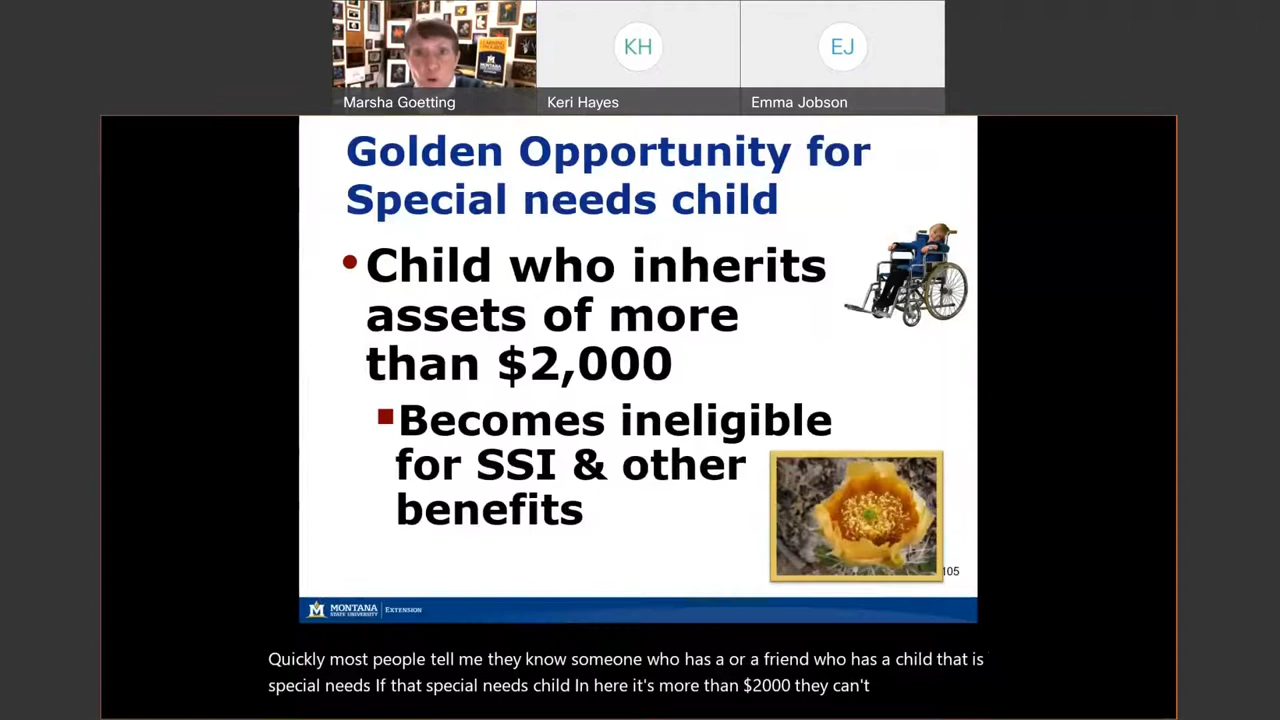 KH
EJ
Marsha Goetting
Keri Hayes
Emma Jobson
Golden Opportunity for
Special needs child
Child who inherits
assets of more
than $2,000
Becomes ineligible
for SSI & other
benefits
105
M MONTANA
STATE UNIVERSITY
EXTENSION
Quickly most people tell me they know someone who has a or a friend who has a child that is
special needs If that special needs child In here it's more than $2000 they can't